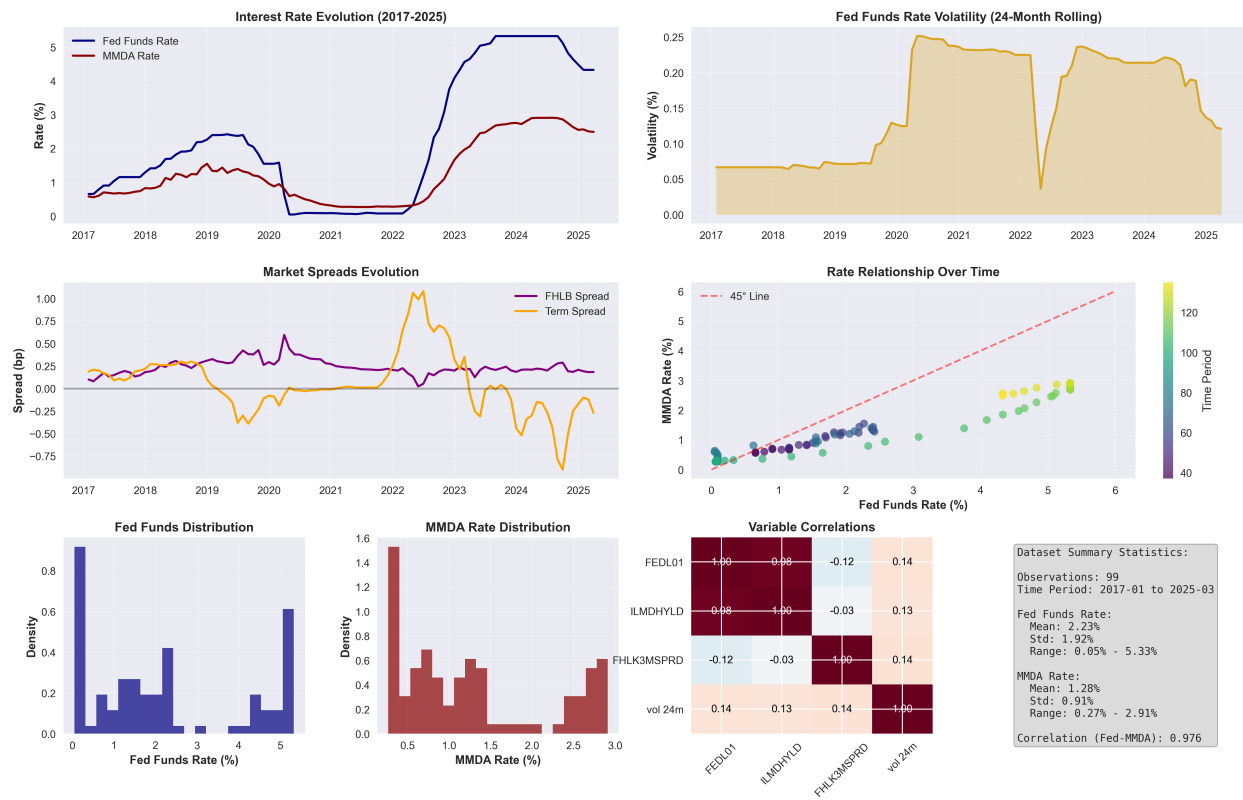 Interest Rate Evolution (2017-2025)
Rate (%)
5
4
3
2
1
0
Fed Funds Rate
MMDA Rate
2017 2018 2019 2020 2021 2022 2023 2024 2025
Fed Funds Rate Volatility (24-Month Rolling)
Volatility (%)
0.25
0.20
0.15
0.10
0.05
0.00
2017 2018 2019 2020 2021 2022 2023 2024 2025
Market Spreads Evolution
Spread (bp)
1.00
0.75
0.50
0.25
0.00
−0.25
−0.50
−0.75
FHLB Spread
Term Spread
2017 2018 2019 2020 2021 2022 2023 2024 2025
Rate Relationship Over Time
MMDA Rate (%)
6
5
4
3
2
1
0
45° Line
0 1 2 3 4 5 6
Fed Funds Rate (%)
120
100
80
60
40
Time Period
Fed Funds Distribution
Density
0.8
0.6
0.4
0.2
0.0
0 1 2 3 4 5
Fed Funds Rate (%)
MMDA Rate Distribution
Density
1.6
1.4
1.2
1.0
0.8
0.6
0.4
0.2
0.0
0.5 1.0 1.5 2.0 2.5 3.0
MMDA Rate (%)
Variable Correlations
FEDL01 1.00 0.98 -0.12 0.14
ILMDHYLD 0.98 1.00 -0.03 0.13
FHLK3MSPRD -0.12 -0.03 1.00 0.14
vol 24m 0.14 0.13 0.14 1.00
FEDL01 ILMDHYLD FHLK3MSPRD vol 24m
Dataset Summary Statistics:
Observations: 99
Time Period: 2017-01 to 2025-03
Fed Funds Rate:
Mean: 2.23%
Std: 1.92%
Range: 0.05% - 5.33%
MMDA Rate:
Mean: 1.28%
Std: 0.91%
Range: 0.27% - 2.91%
Correlation (Fed-MMDA): 0.976